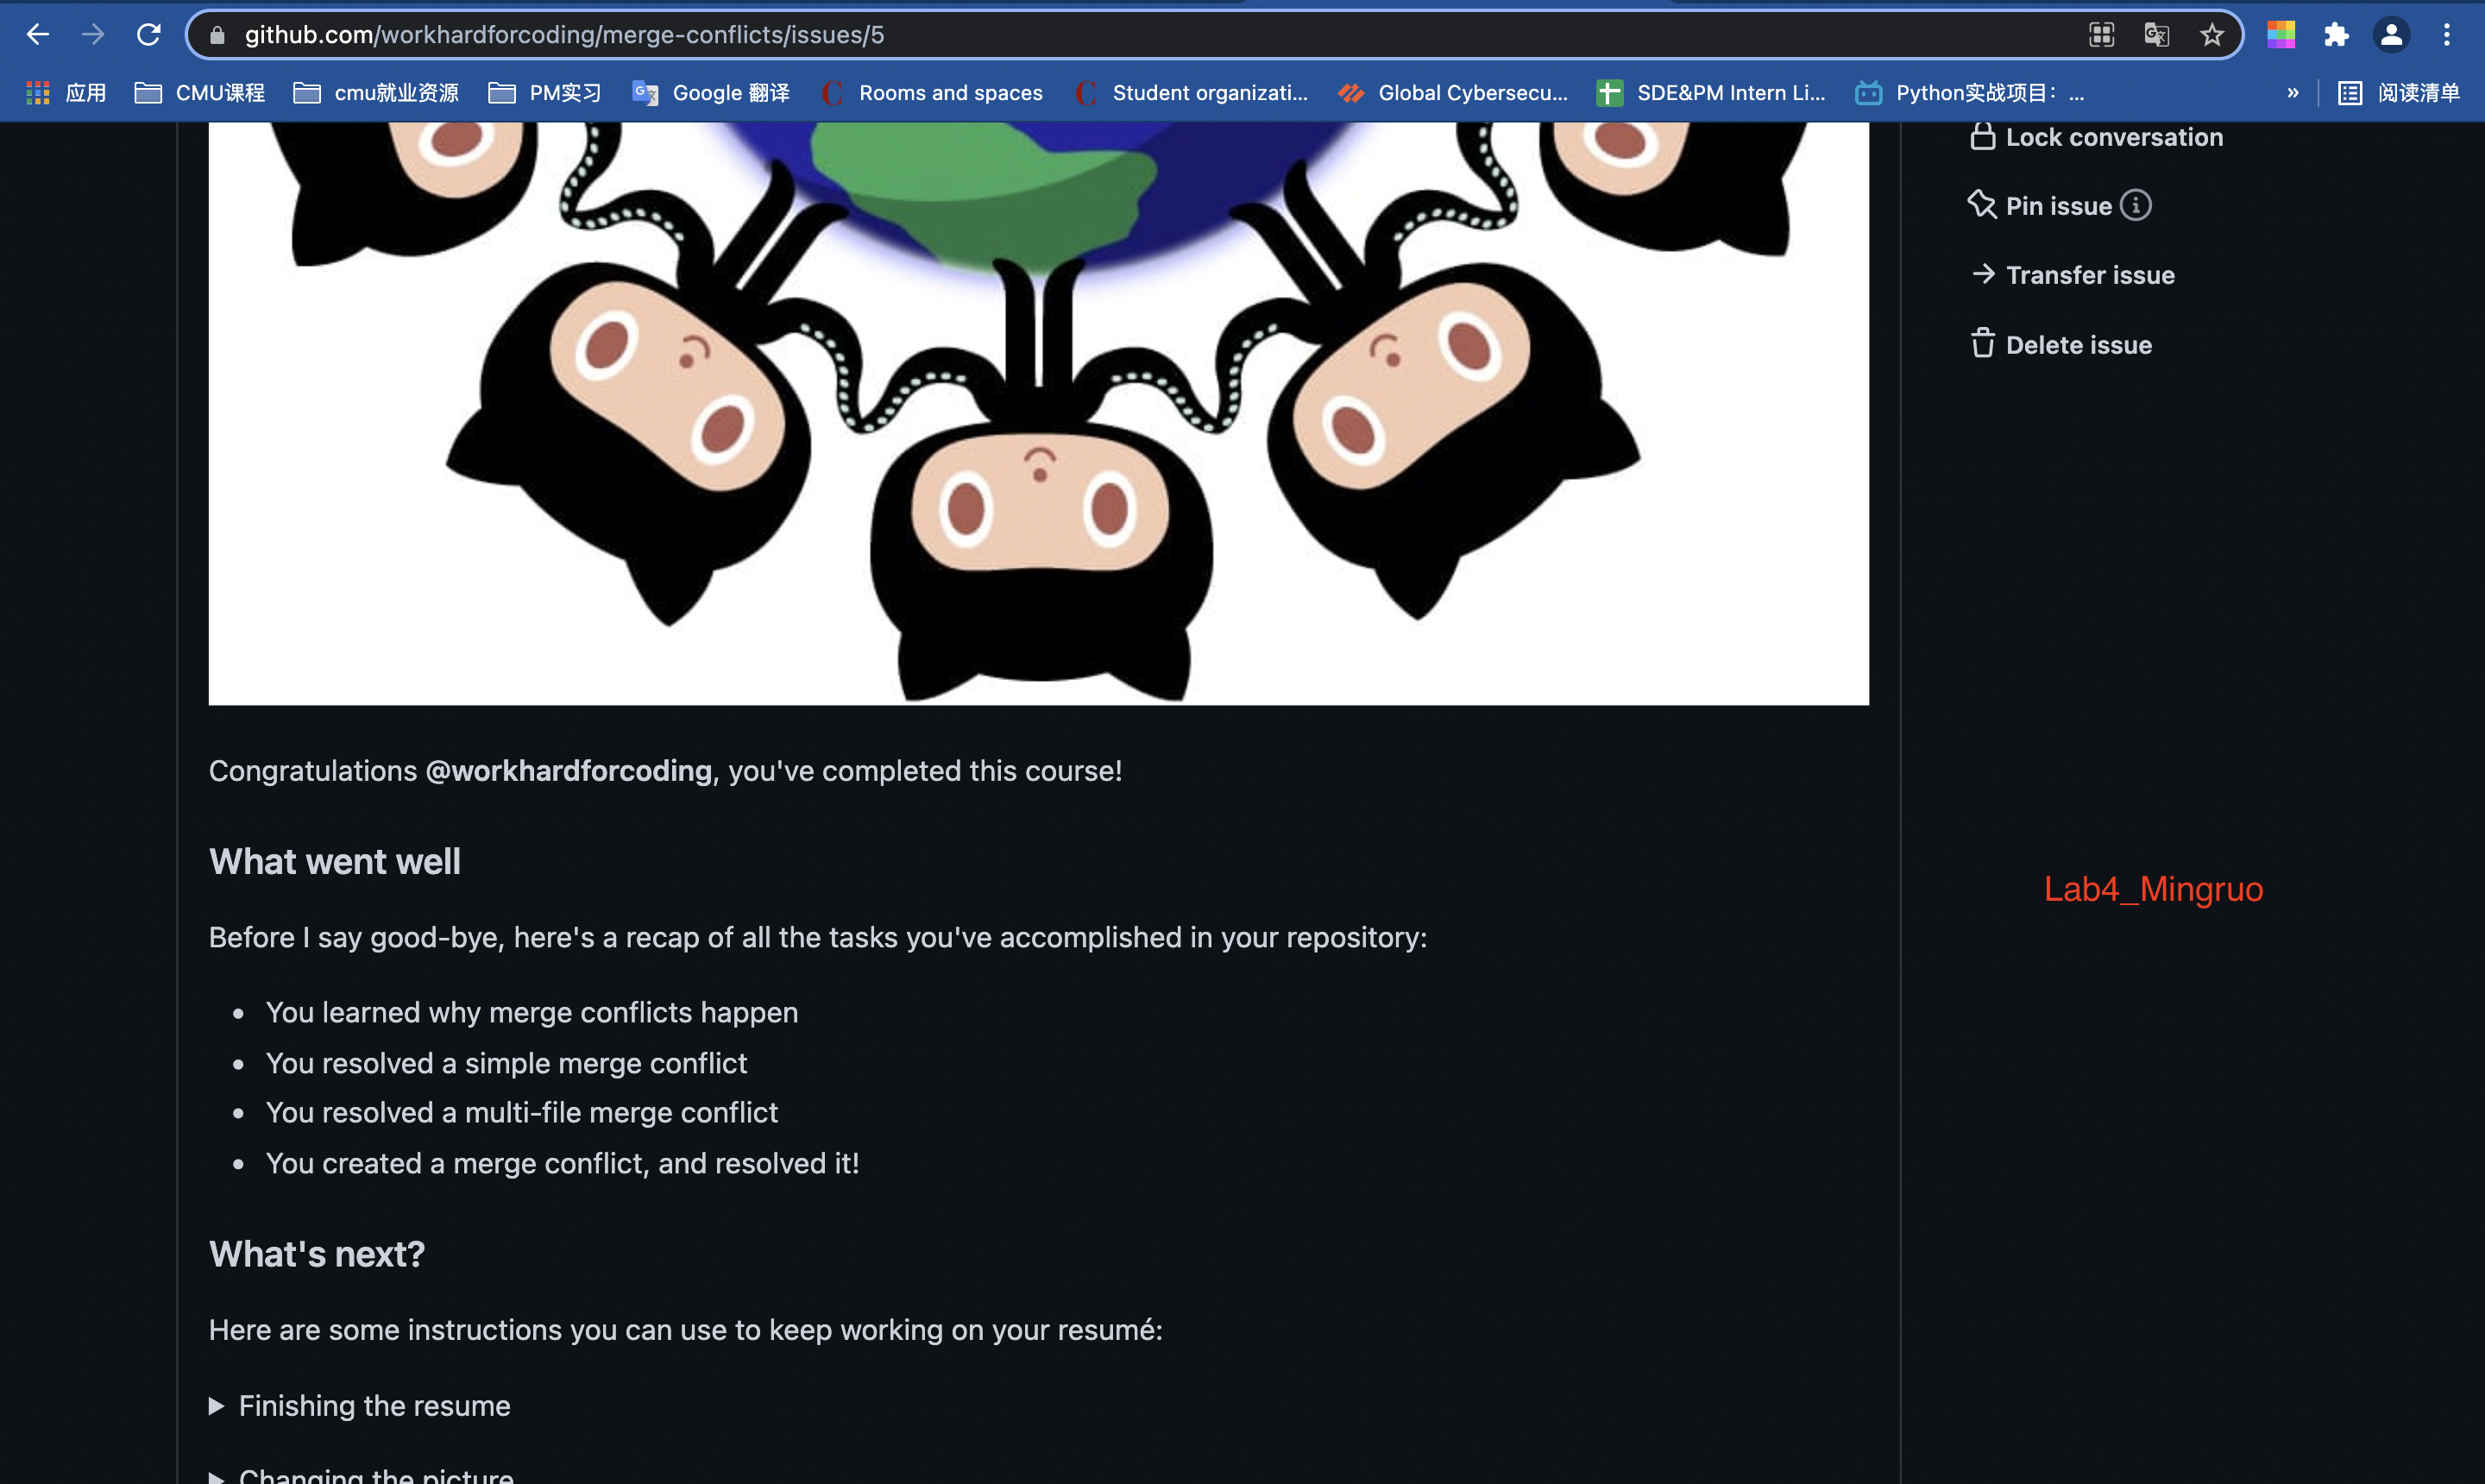 github.com/workhardforcoding/merge-conflicts/issues/5
应用 CMU课程 cmu就业资源 PM实习 Google 翻译 Rooms and spaces Student organizati... Global Cybersecu... SDE&PM Intern Li... Python实战项目： ... » 阅读清单
Lock conversation
Pin issue
Transfer issue
Delete issue
Congratulations @workhardforcoding, you've completed this course!
What went well
Lab4_Mingruo
Before I say good-bye, here's a recap of all the tasks you've accomplished in your repository:
• You learned why merge conflicts happen
• You resolved a simple merge conflict
• You resolved a multi-file merge conflict
• You created a merge conflict, and resolved it!
What's next?
Here are some instructions you can use to keep working on your resumé:
Finishing the resume
Changing the picture